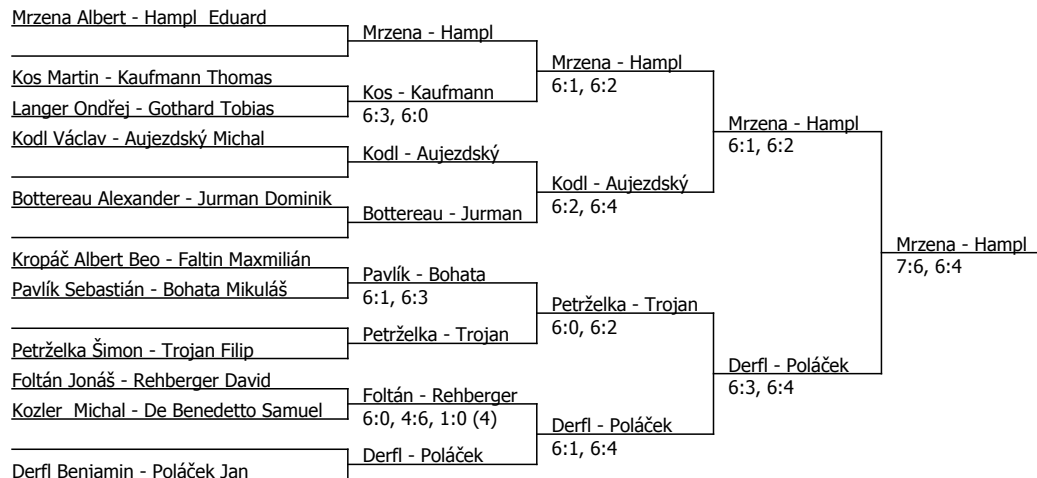 Mrzena Albert - Hampl  Eduard
Kos Martin - Kaufmann Thomas
Langer Ondřej - Gothard Tobias
Kodl Václav - Aujezdský Michal
Bottereau Alexander - Jurman Dominik
Kropáč Albert Beo - Faltin Maxmilián
Pavlík Sebastián - Bohata Mikuláš
Petrželka Šimon - Trojan Filip
Foltán Jonáš - Rehberger David
Kozler  Michal - De Benedetto Samuel
Derfl Benjamin - Poláček Jan
Mrzena - Hampl
Kos - Kaufmann
6:3, 6:0
Kodl - Aujezdský
Bottereau - Jurman
Pavlík - Bohata
6:1, 6:3
Petrželka - Trojan
Foltán - Rehberger
6:0, 4:6, 1:0 (4)
Derfl - Poláček
Mrzena - Hampl
6:1, 6:2
Kodl - Aujezdský
6:2, 6:4
Petrželka - Trojan
6:0, 6:2
Derfl - Poláček
6:1, 6:4
Mrzena - Hampl
6:1, 6:2
Derfl - Poláček
6:3, 6:4
Mrzena - Hampl
7:6, 6:4